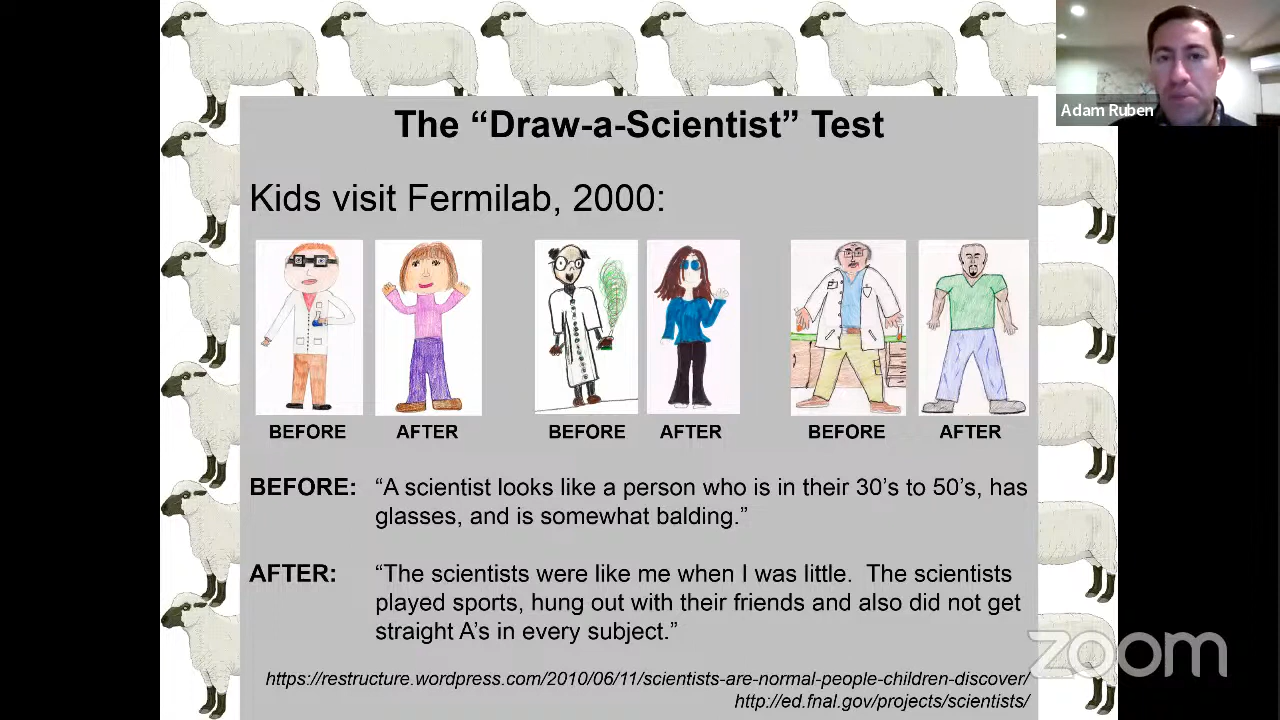 Adam Ruben
The “Draw-a-Scientist” Test
Kids visit Fermilab, 2000:
BEFORE AFTER BEFORE AFTER BEFORE AFTER
BEFORE: “A scientist looks like a person who is in their 30’s to 50’s, has
glasses, and is somewhat balding.”
AFTER: “The scientists were like me when I was little. The scientists
played sports, hung out with their friends and also did not get
straight A’s in every subject.”
https://restructure.wordpress.com/2010/06/11/scientists-are-normal-people-children-discover/
http://ed.fnal.gov/projects/scientists/
zoom